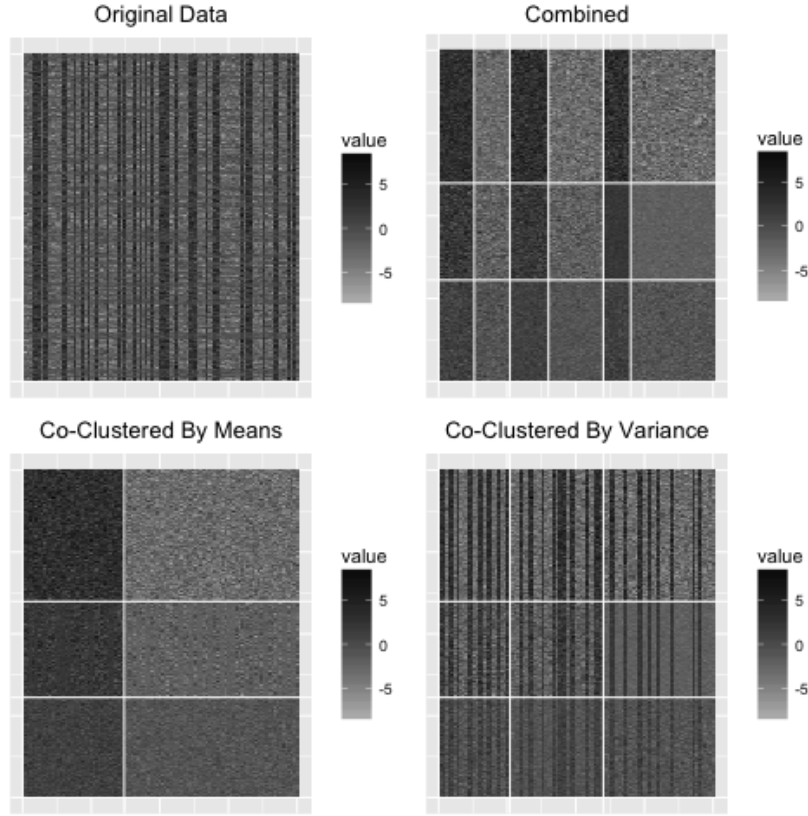 Original Data
value
5
0
-5
Combined
value
5
0
-5
Co-Clustered By Means
value
5
0
-5
Co-Clustered By Variance
value
5
0
-5